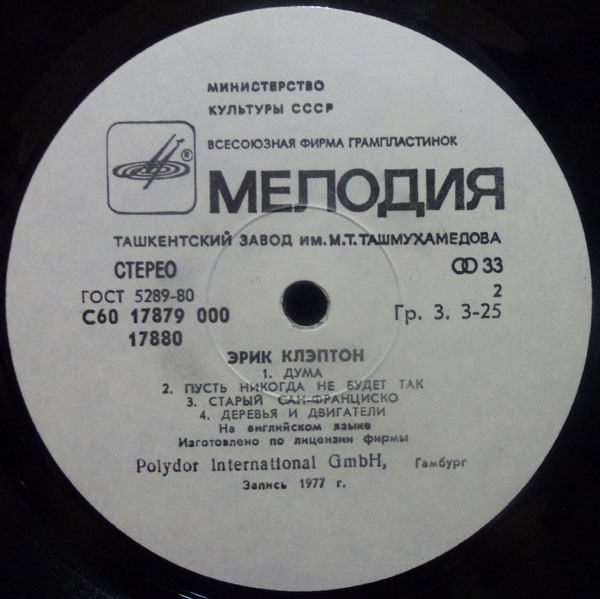 МИНИСТЕРСТВО
КУЛЬТУРЫ СССР
ВСЕСОЮЗНАЯ ФИРМА ГРАМПЛАСТИНОК
®
МЕЛОДИЯ
ТАШКЕНТСКИЙ ЗАВОД ИМ. М. Т. ТАШМУХАМЕДОВА
СТЕРЕО 33
ГОСТ 5289-80 2
С60 17879 000 Гр. 3. 3-25
17880
ЭРИК КЛЭПТОН
1. ДУМА
2. ПУСТЬ НИКОГДА НЕ БУДЕТ ТАК
3. СТАРЫЙ САН-ФРАНЦИСКО
4. ДЕРЕВЬЯ И ДВИГАТЕЛИ
На английском языке
Изготовлено по лицензии фирмы
Polydor International GmbH, Гамбург
Запись 1977 г.